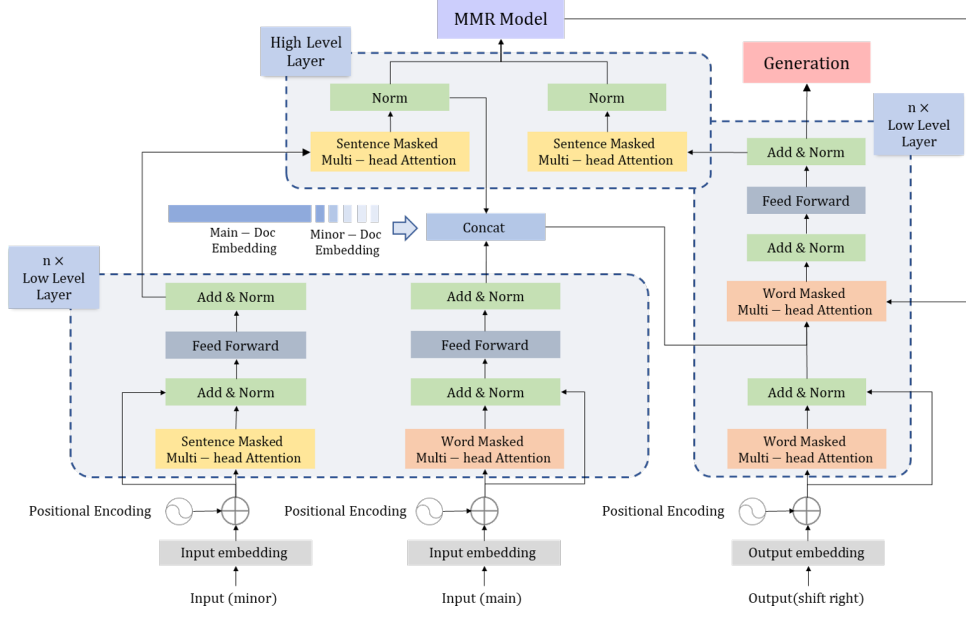 MMR Model
High Level
Layer
Generation
n ×
Low Level
Layer
Norm
Norm
Sentence Masked
Multi − head Attention
Sentence Masked
Multi − head Attention
Add & Norm
Feed Forward
Main − Doc
Embedding
Minor − Doc
Embedding
Concat
Add & Norm
n ×
Low Level
Layer
Add & Norm
Add & Norm
Word Masked
Multi − head Attention
Feed Forward
Feed Forward
Add & Norm
Add & Norm
Add & Norm
Sentence Masked
Multi − head Attention
Word Masked
Multi − head Attention
Word Masked
Multi − head Attention
Positional Encoding
Positional Encoding
Positional Encoding
Input embedding
Input embedding
Output embedding
Input (minor)
Input (main)
Output(shift right)